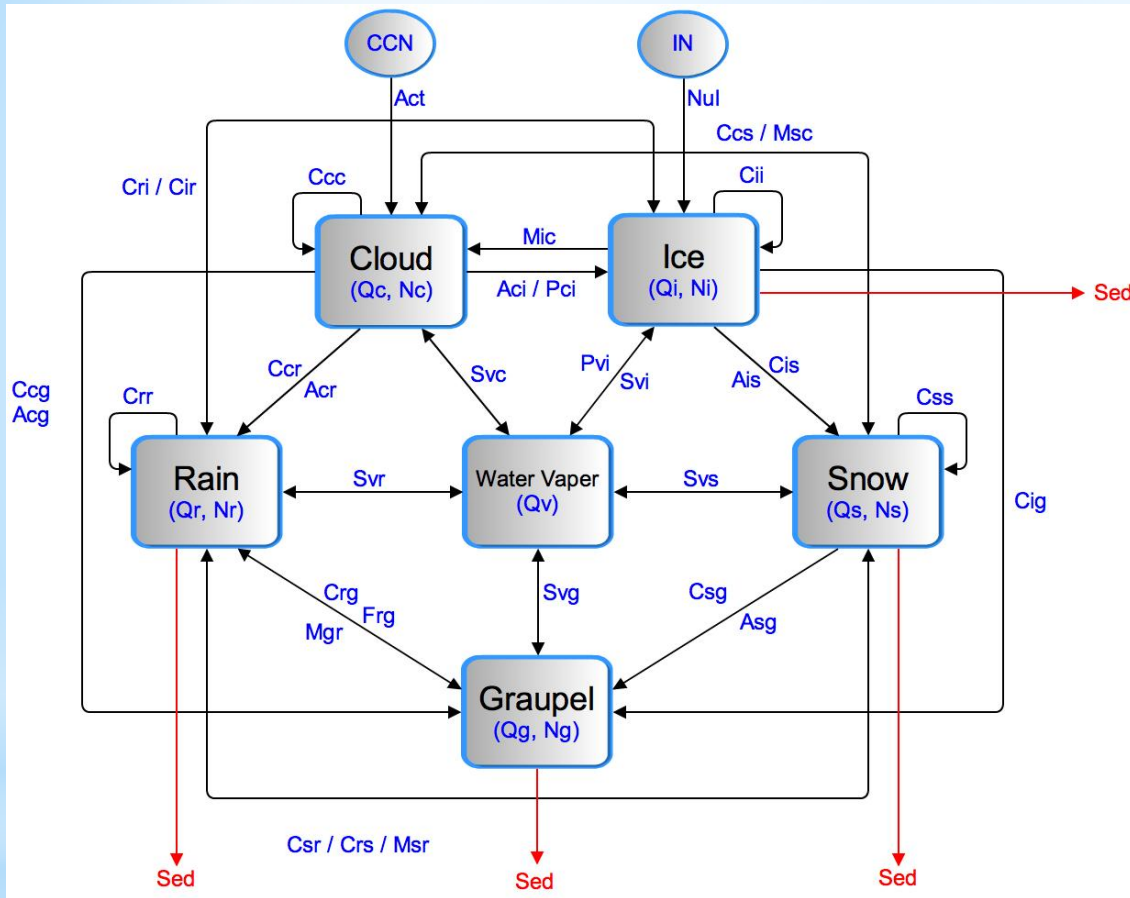 CCN
IN
Act
Nul
Ccs / Msc
Cri / Cir
Ccc
Cii
Cloud
(Qc, Nc)
Mic
Aci / Pci
Ice
(Qi, Ni)
Sed
Ccg
Acg
Ccr
Acr
Svc
Pvi
Svi
Cis
Ais
Crr
Css
Rain
(Qr, Nr)
Svr
Water Vaper
(Qv)
Svs
Snow
(Qs, Ns)
Cig
Crg
Frg
Mgr
Svg
Csg
Asg
Graupel
(Qg, Ng)
Csr / Crs / Msr
Sed
Sed
Sed